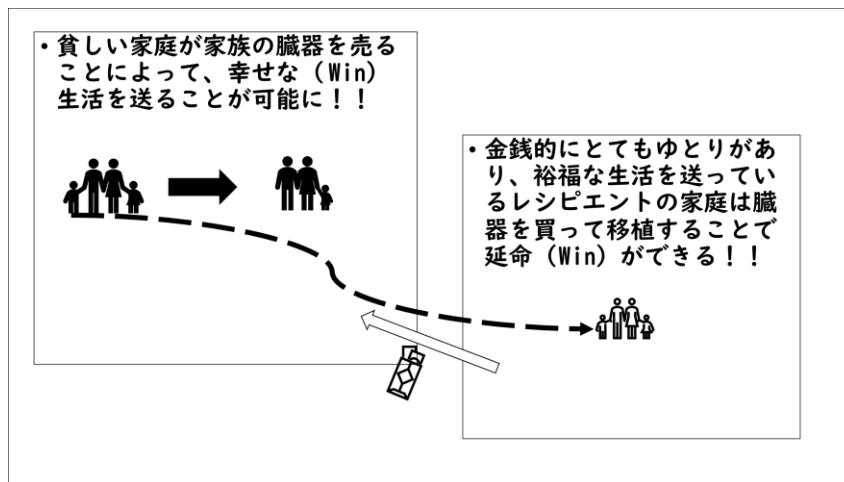 ・貧しい家庭が家族の臓器を売る
ことによって、幸せな（Win）
生活を送ることが可能に！！
・金銭的にとてもゆとりがあ
り、裕福な生活を送ってい
るレシピエントの家庭は臓
器を買って移植することで
延命（Win）ができる！！